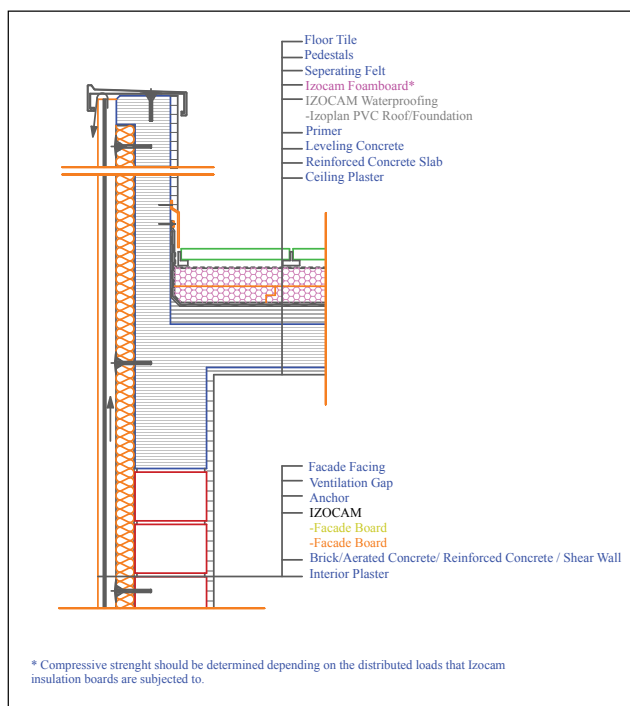 Floor Tile
Pedestals
Seperating Felt
Izocam Foamboard*
IZOCAM Waterproofing
-Izoplan PVC Roof/Foundation
Primer
Leveling Concrete
Reinforced Concrete Slab
Ceiling Plaster
Facade Facing
Ventilation Gap
Anchor
IZOCAM
-Facade Board
-Facade Board
Brick/Aerated Concrete/ Reinforced Concrete / Shear Wall
Interior Plaster
* Compressive strenght should be determined depending on the distributed loads that Izocam
insulation boards are subjected to.